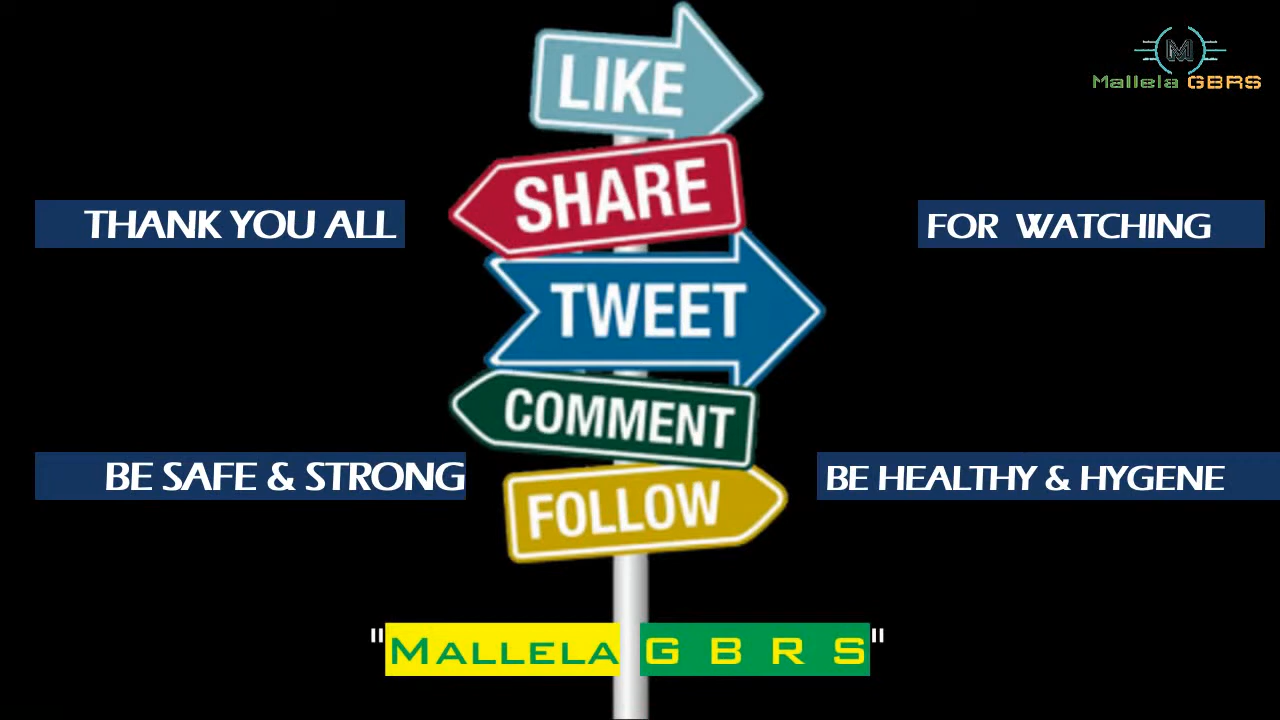 M
Mallela GBRS
LIKE
SHARE
THANK YOU ALL
FOR WATCHING
TWEET
COMMENT
BE SAFE & STRONG
BE HEALTHY & HYGENE
FOLLOW
"MALLELA G B R S"